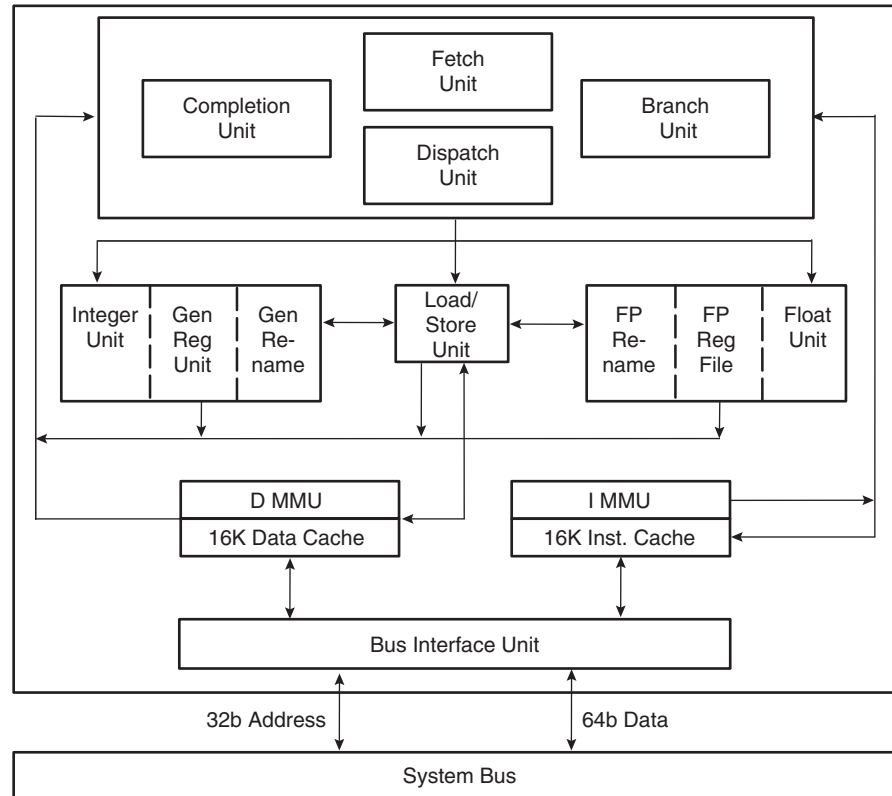 Fetch
Unit
Completion
Unit
Branch
Unit
Dispatch
Unit
Integer
Unit
Gen
Reg
Unit
Gen
Re-
name
Load/
Store
Unit
FP
Re-
name
FP
Reg
File
Float
Unit
D MMU
16K Data Cache
I MMU
16K Inst. Cache
Bus Interface Unit
32b Address
64b Data
System Bus